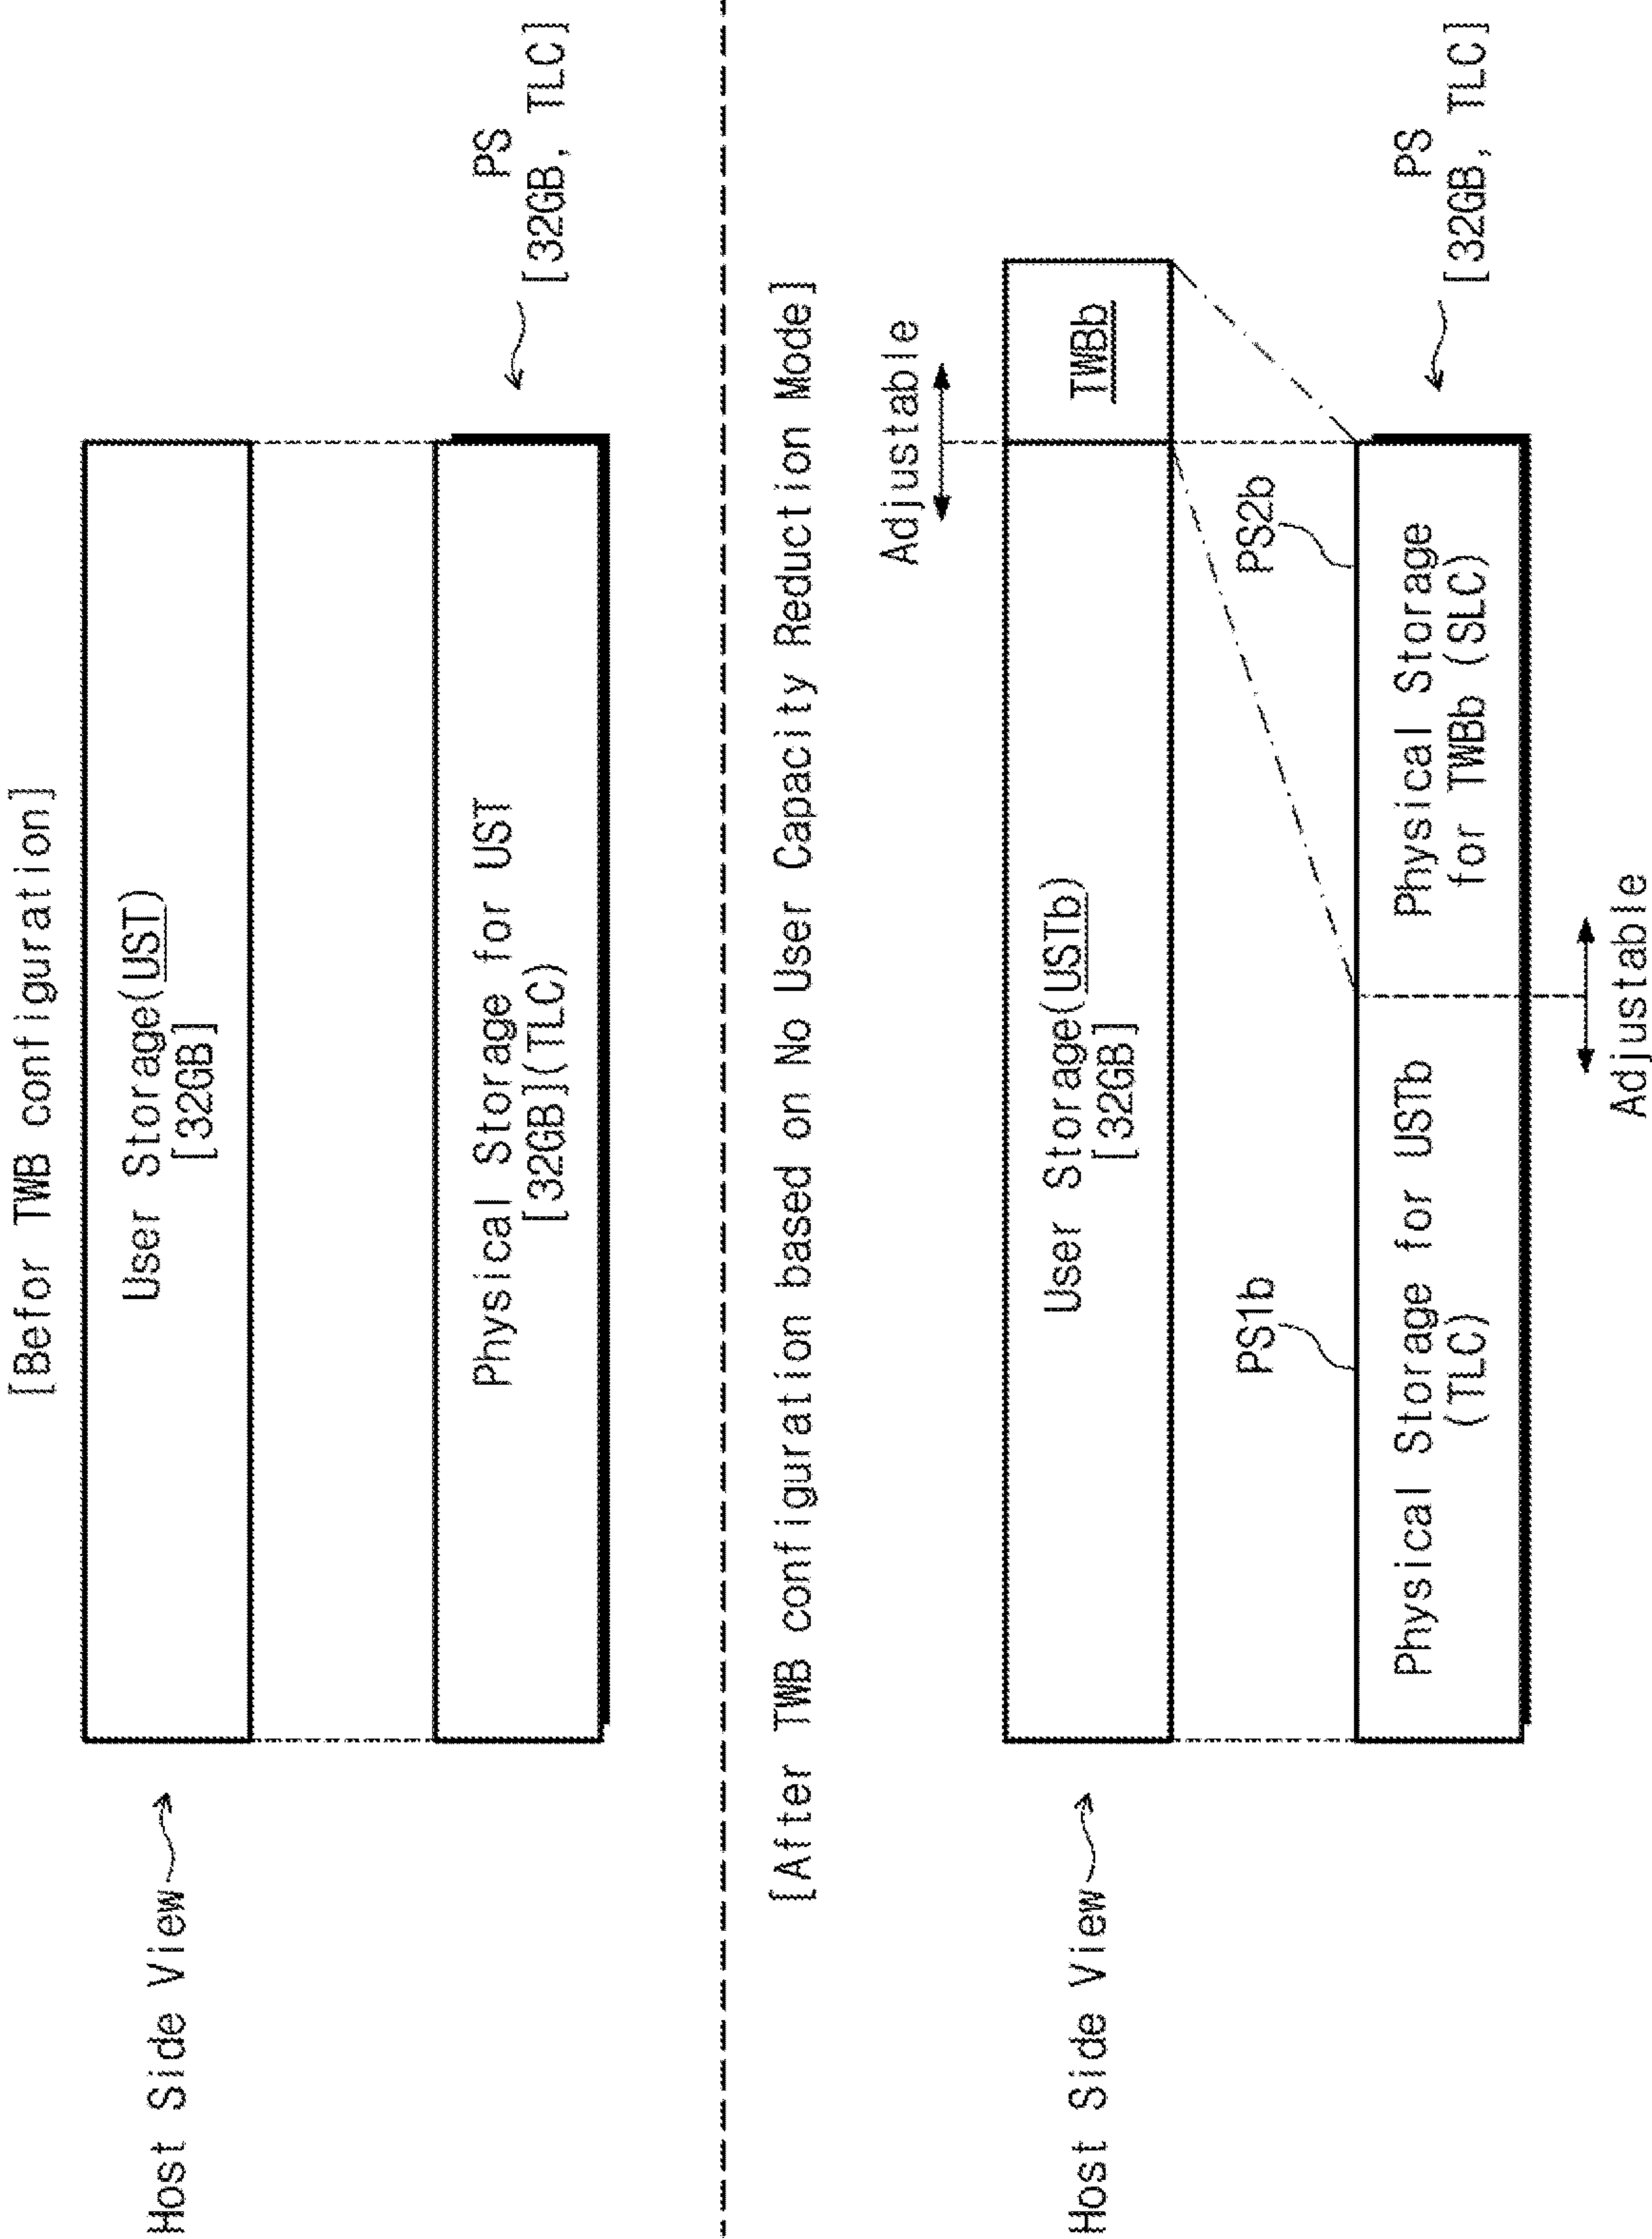 [Befor TWB configuration]
Host Side View
User Storage(UST)
[32GB]
Physical Storage for UST
[32GB](TLC)
PS
[32GB, TLC]
[After TWB configuration based on No User Capacity Reduction Mode]
Adjustable
Host Side View
User Storage(USTb)
[32GB]
TWBb
PS1b
PS2b
Physical Storage for USTb
(TLC)
Physical Storage
for TWBb (SLC)
PS
[32GB, TLC]
Adjustable